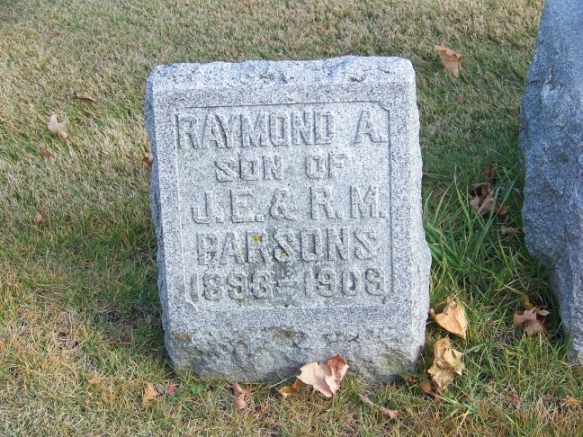 RAYMOND A.
SON OF
J.E. & R.M.
PARSONS
1893-1908